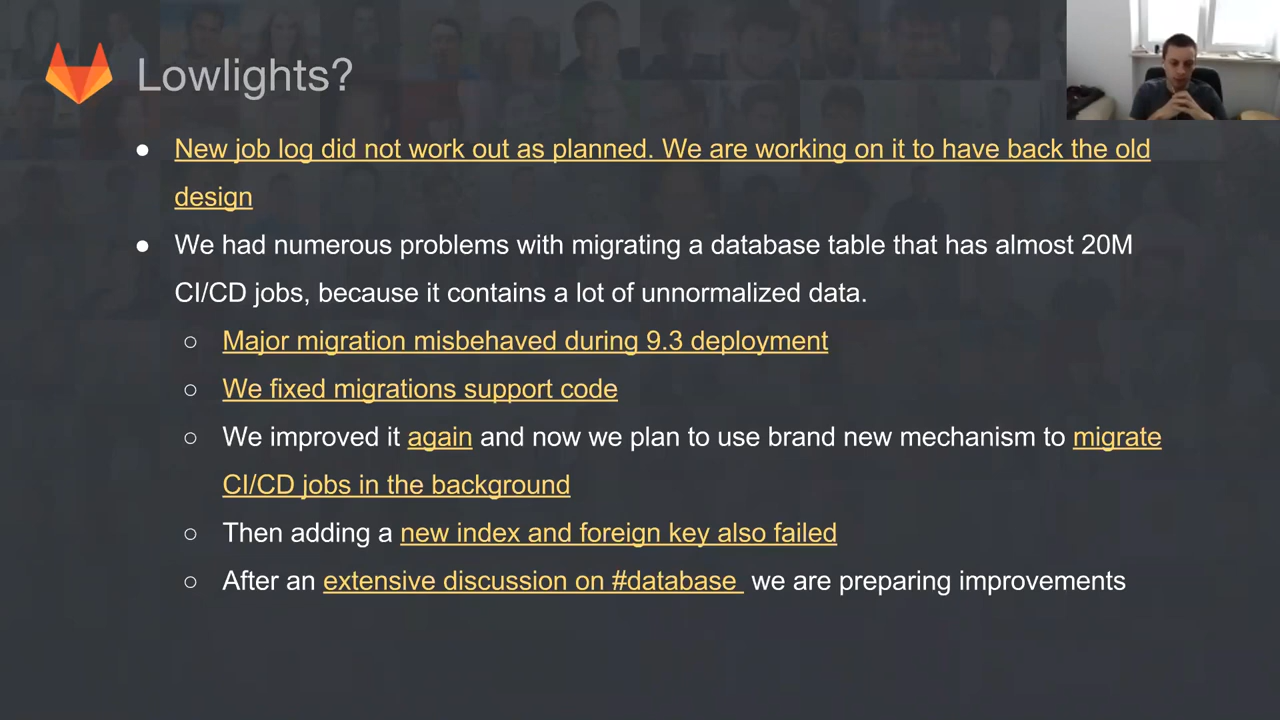 Lowlights?
● New job log did not work out as planned. We are working on it to have back the old
design
● We had numerous problems with migrating a database table that has almost 20M
CI/CD jobs, because it contains a lot of unnormalized data.
○ Major migration misbehaved during 9.3 deployment
○ We fixed migrations support code
○ We improved it again and now we plan to use brand new mechanism to migrate
CI/CD jobs in the background
○ Then adding a new index and foreign key also failed
○ After an extensive discussion on #database we are preparing improvements